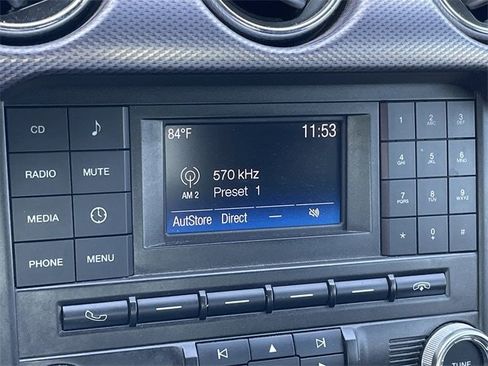 CD
RADIO MUTE
MEDIA
PHONE MENU
84°F 11:53
570 kHz
AM 2 Preset 1
AutStore Direct
1 2 ABC 3 DEF
4 GHI 5 JKL 6 MNO
7 PQRS 8 TUV 9 WXYZ
* 0 + #
TUNE